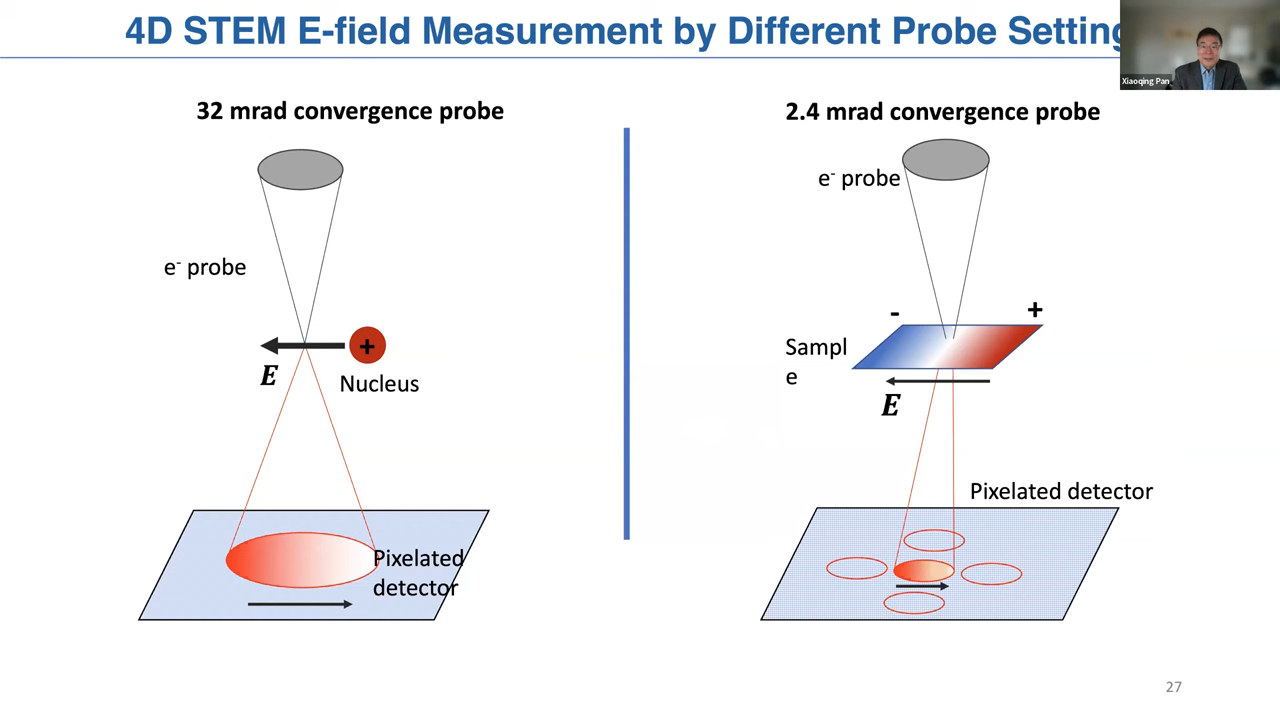 4D STEM E-field Measurement by Different Probe Setting
Xiaoqing Pan
32 mrad convergence probe
e- probe
+
E
Nucleus
Pixelated
detector
2.4 mrad convergence probe
e- probe
- +
Sampl
e
E
Pixelated detector
27